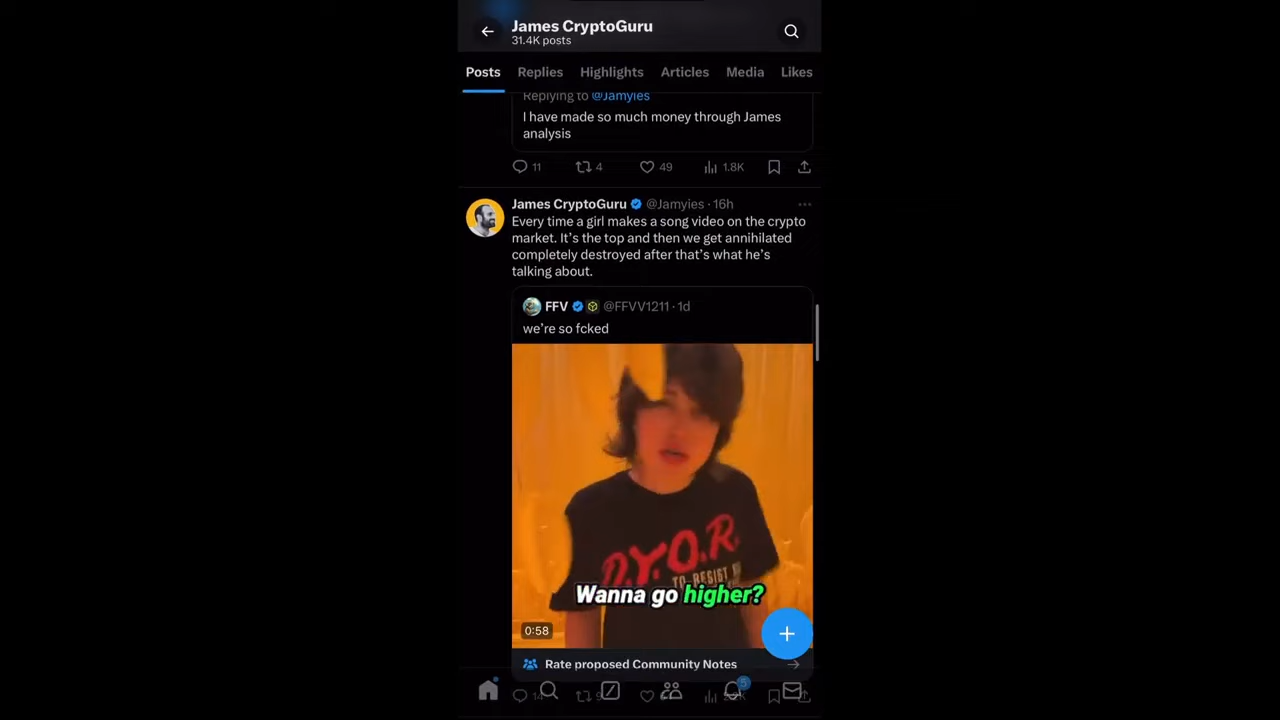 James CryptoGuru
31.4K posts
Posts Replies Highlights Articles Media Likes
Replying to @Jamyies
I have made so much money through James
analysis
11 4 49 1.8K
James CryptoGuru @Jamyies · 16h
Every time a girl makes a song video on the crypto
market. It’s the top and then we get annihilated
completely destroyed after that’s what he’s
talking about.
FFV @FFVV1211 · 1d
we’re so fcked
D.Y.O.R.
TO RESIST
Wanna go higher?
0:58
Rate proposed Community Notes
5